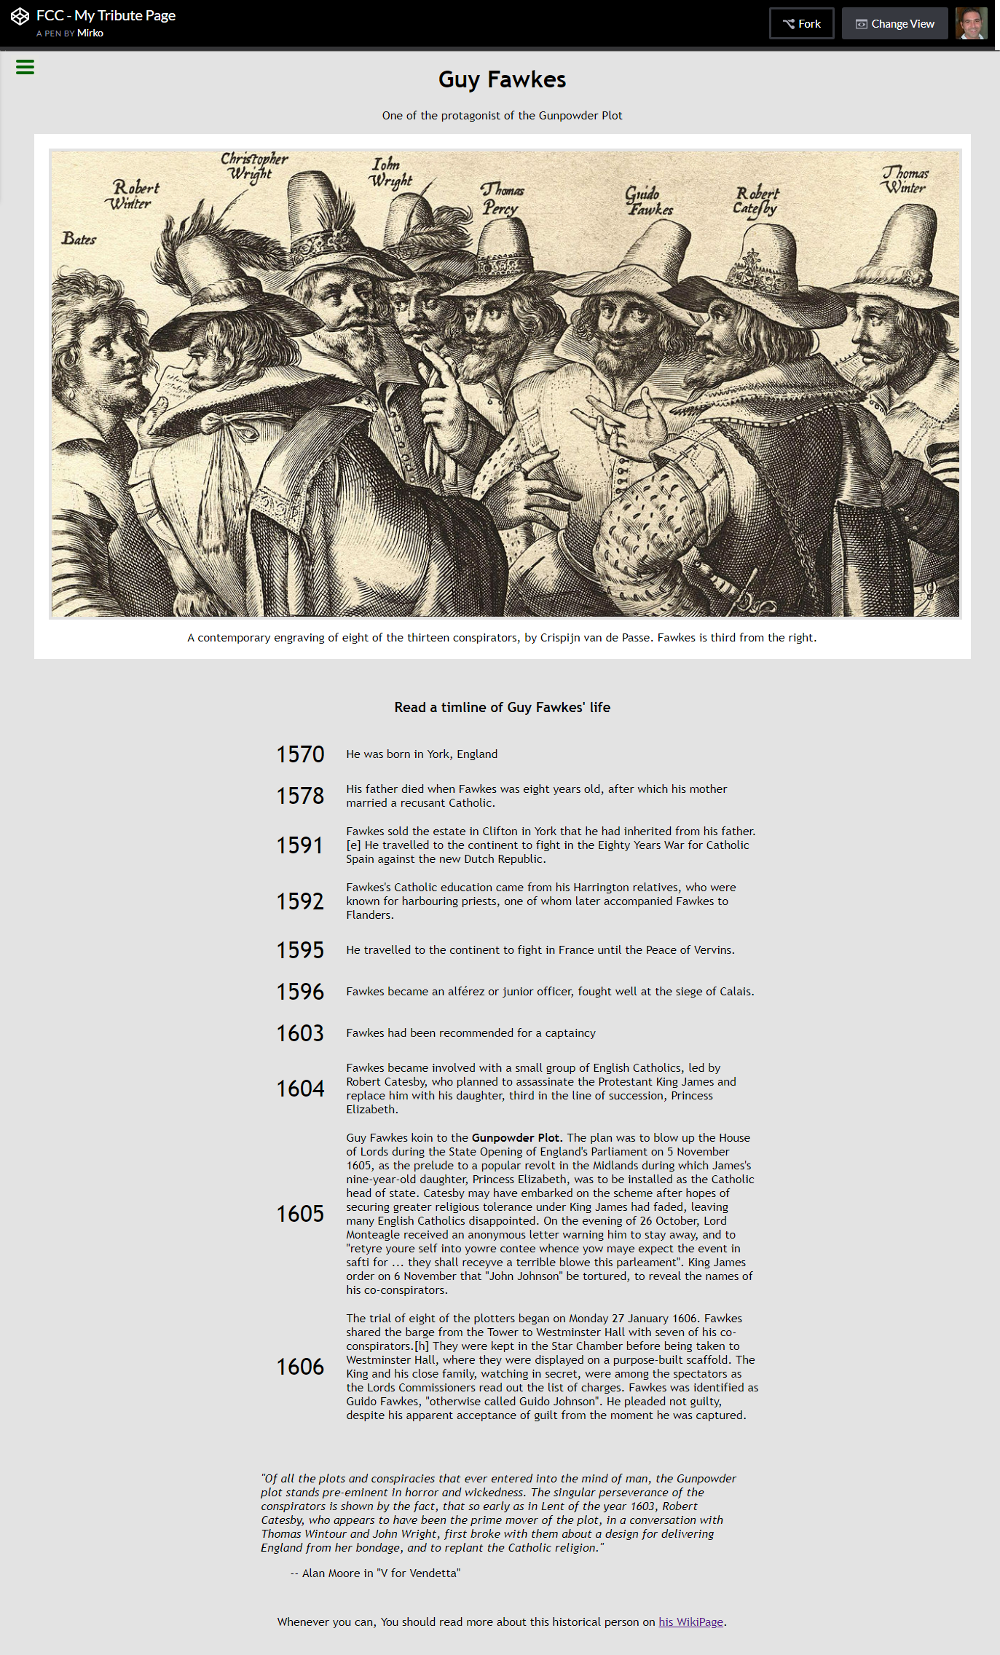 FCC - My Tribute Page
A PEN BY Mirko
Fork
Change View
Guy Fawkes
One of the protagonist of the Gunpowder Plot
Bates
Robert
Winter
Christopher
Wright
Iohn
Wright
Thomas
Percy
Guido
Fawkes
Robert
Catesby
Thomas
Winter
A contemporary engraving of eight of the thirteen conspirators, by Crispijn van de Passe. Fawkes is third from the right.
Read a timline of Guy Fawkes' life
1570
He was born in York, England
1578
His father died when Fawkes was eight years old, after which his mother
married a recusant Catholic.
1591
Fawkes sold the estate in Clifton in York that he had inherited from his father.
[e] He travelled to the continent to fight in the Eighty Years War for Catholic
Spain against the new Dutch Republic.
1592
Fawkes's Catholic education came from his Harrington relatives, who were
known for harbouring priests, one of whom later accompanied Fawkes to
Flanders.
1595
He travelled to the continent to fight in France until the Peace of Vervins.
1596
Fawkes became an alférez or junior officer, fought well at the siege of Calais.
1603
Fawkes had been recommended for a captaincy
1604
Fawkes became involved with a small group of English Catholics, led by
Robert Catesby, who planned to assassinate the Protestant King James and
replace him with his daughter, third in the line of succession, Princess
Elizabeth.
1605
Guy Fawkes koin to the Gunpowder Plot. The plan was to blow up the House
of Lords during the State Opening of England's Parliament on 5 November
1605, as the prelude to a popular revolt in the Midlands during which James's
nine-year-old daughter, Princess Elizabeth, was to be installed as the Catholic
head of state. Catesby may have embarked on the scheme after hopes of
securing greater religious tolerance under King James had faded, leaving
many English Catholics disappointed. On the evening of 26 October, Lord
Monteagle received an anonymous letter warning him to stay away, and to
"retyre youre self into yowre contee whence yow maye expect the event in
safti for ... they shall receyve a terrible blowe this parleament". King James
order on 6 November that "John Johnson" be tortured, to reveal the names of
his co-conspirators.
1606
The trial of eight of the plotters began on Monday 27 January 1606. Fawkes
shared the barge from the Tower to Westminster Hall with seven of his co-
conspirators.[h] They were kept in the Star Chamber before being taken to
Westminster Hall, where they were displayed on a purpose-built scaffold. The
King and his close family, watching in secret, were among the spectators as
the Lords Commissioners read out the list of charges. Fawkes was identified as
Guido Fawkes, "otherwise called Guido Johnson". He pleaded not guilty,
despite his apparent acceptance of guilt from the moment he was captured.
"Of all the plots and conspiracies that ever entered into the mind of man, the Gunpowder
plot stands pre-eminent in horror and wickedness. The singular perseverance of the
conspirators is shown by the fact, that so early as in Lent of the year 1603, Robert
Catesby, who appears to have been the prime mover of the plot, in a conversation with
Thomas Wintour and John Wright, first broke with them about a design for delivering
England from her bondage, and to replant the Catholic religion."
-- Alan Moore in "V for Vendetta"
Whenever you can, You should read more about this historical person on his WikiPage.